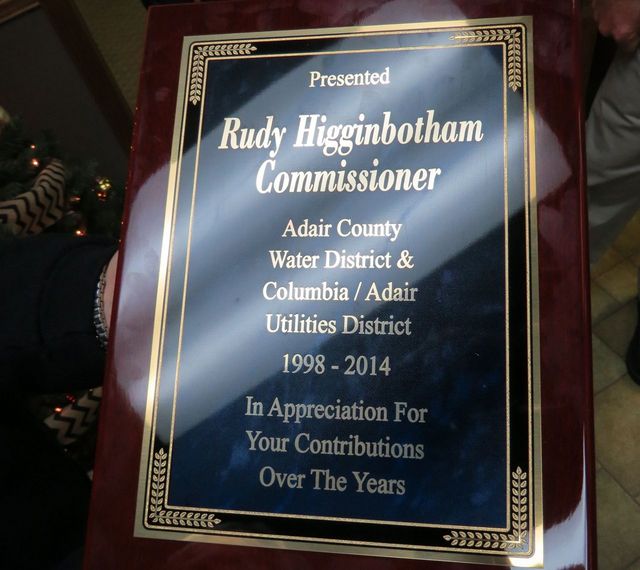 Presented
Rudy Higginbotham
Commissioner
Adair County
Water District &
Columbia / Adair
Utilities District
1998 - 2014
In Appreciation For
Your Contributions
Over The Years